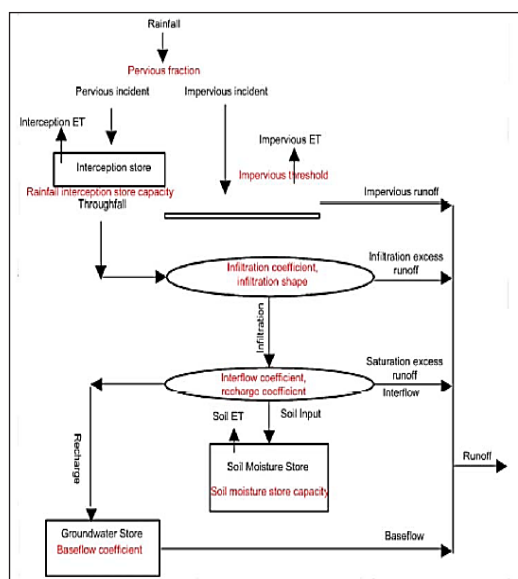 Rainfall
Pervious fraction
Pervious incident
Impervious incident
Interception ET
Impervious ET
Interception store
Impervious threshold
Rainfall interception store capacity
Throughfall
Impervious runoff
Infiltration coefficient,
infiltration shape
Infiltration excess
runoff
Infiltration
Interflow coefficient,
recharge coefficient
Saturation excess
runoff
Interflow
Soil ET
Soil Input
Recharge
Soil Moisture Store
Soil moisture store capacity
Runoff
Groundwater Store
Baseflow coefficient
Baseflow